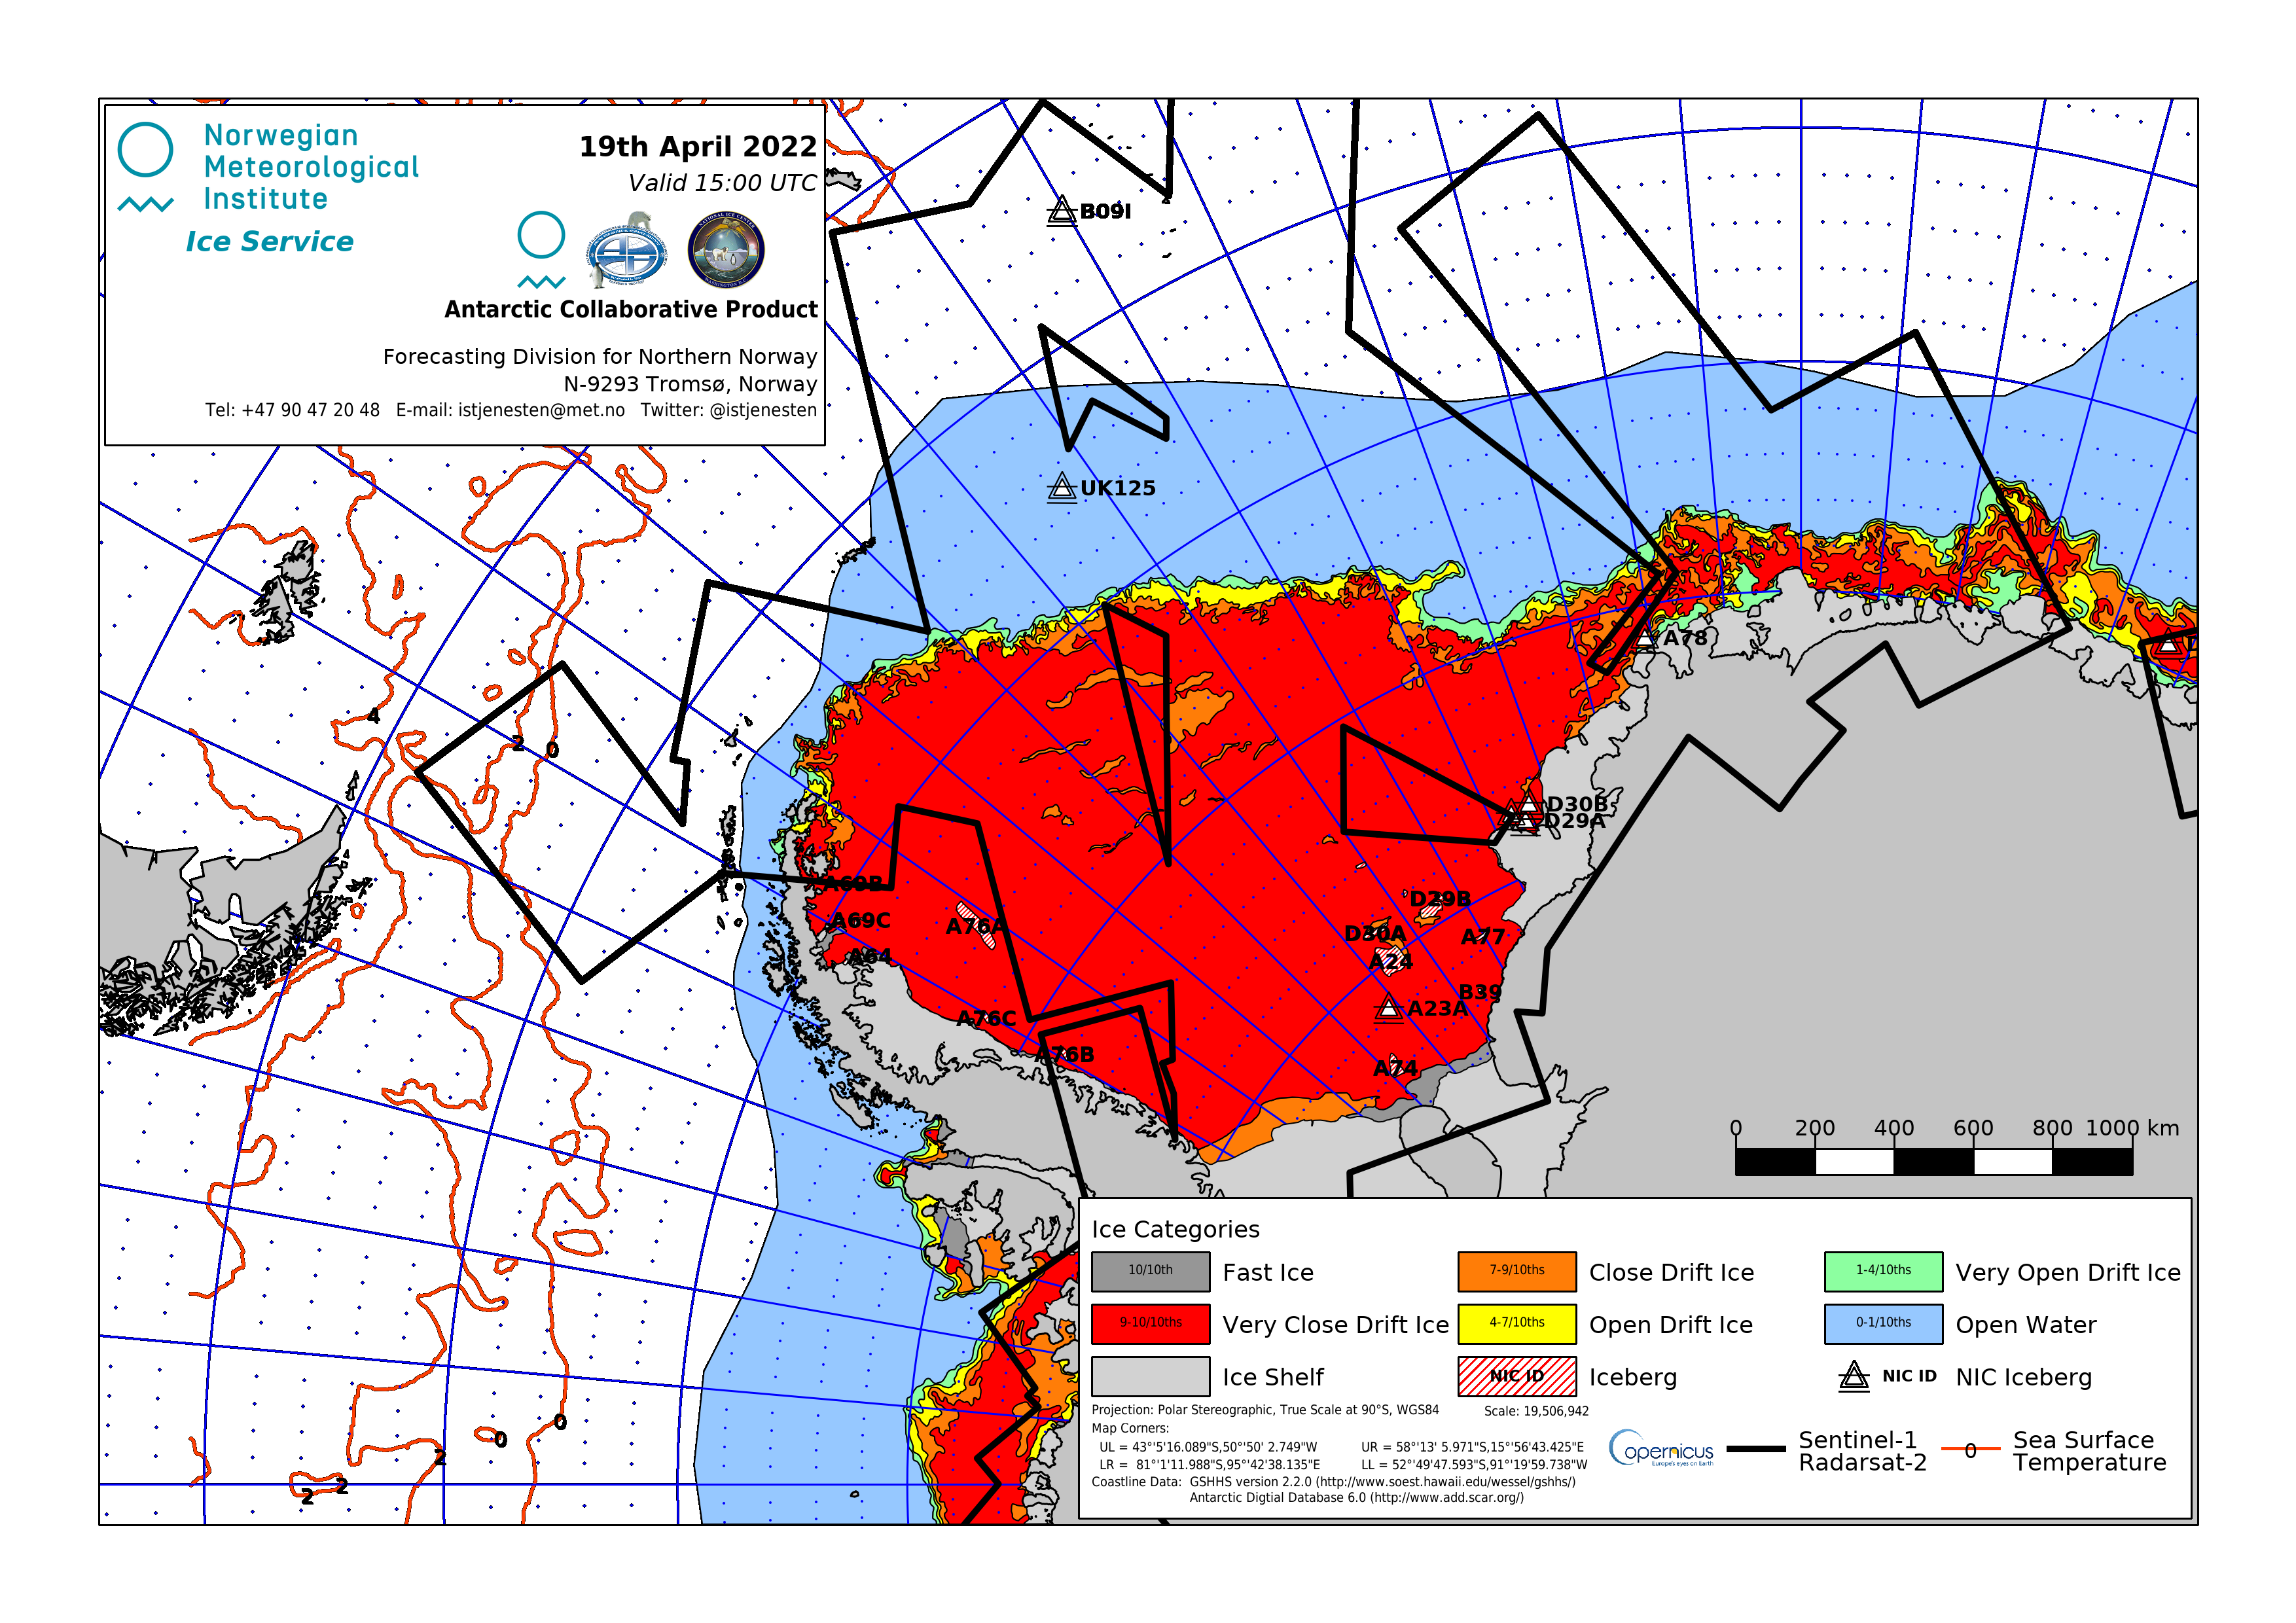 Norwegian
Meteorological
Institute
Ice Service
19th April 2022
Valid 15:00 UTC
Antarctic Collaborative Product
Forecasting Division for Northern Norway
N-9293 Tromsø, Norway
Tel: +47 90 47 20 48 E-mail: istjenesten@met.no Twitter: @istjenesten
B09I
UK125
A78
4
2
0
D30B
D29A
A69B
D29B
A69C
A76A
D30A
A77
A64
A24
B39
A23A
A76C
A76B
A74
0 200 400 600 800 1000 km
0
0
2
2
2
Ice Categories
10/10th Fast Ice
7-9/10ths Close Drift Ice
1-4/10ths Very Open Drift Ice
9-10/10ths Very Close Drift Ice
4-7/10ths Open Drift Ice
0-1/10ths Open Water
Ice Shelf
NIC ID Iceberg
NIC ID NIC Iceberg
Projection: Polar Stereographic, True Scale at 90°S, WGS84 Scale: 19,506,942
Map Corners:
UL = 43°'5'16.089"S,50°'50' 2.749"W UR = 58°'13' 5.971"S,15°'56'43.425"E
LR = 81°'1'11.988"S,95°'42'38.135"E LL = 52°'49'47.593"S,91°'19'59.738"W
Coastline Data: GSHHS version 2.2.0 (http://www.soest.hawaii.edu/wessel/gshhs/)
Antarctic Digtial Database 6.0 (http://www.add.scar.org/)
opernicus
Europe's eyes on Earth
Sentinel-1
Radarsat-2
0
Sea Surface
Temperature